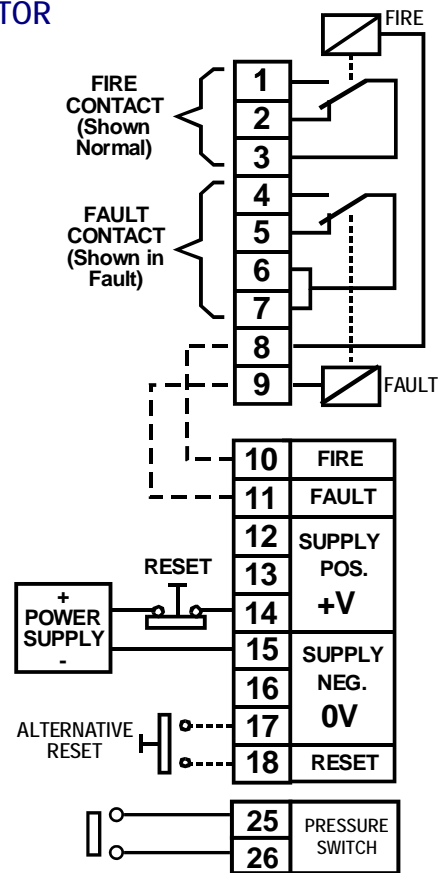 TOR
FIRE
FIRE
CONTACT
(Shown
Normal)
1
2
3
FAULT
CONTACT
(Shown in
Fault)
4
5
6
7
8
9
FAULT
10 FIRE
11 FAULT
12
13
14
SUPPLY
POS.
+V
RESET
+
POWER
SUPPLY
-
15
16
17
SUPPLY
NEG.
0V
ALTERNATIVE
RESET
18 RESET
25
26
PRESSURE
SWITCH